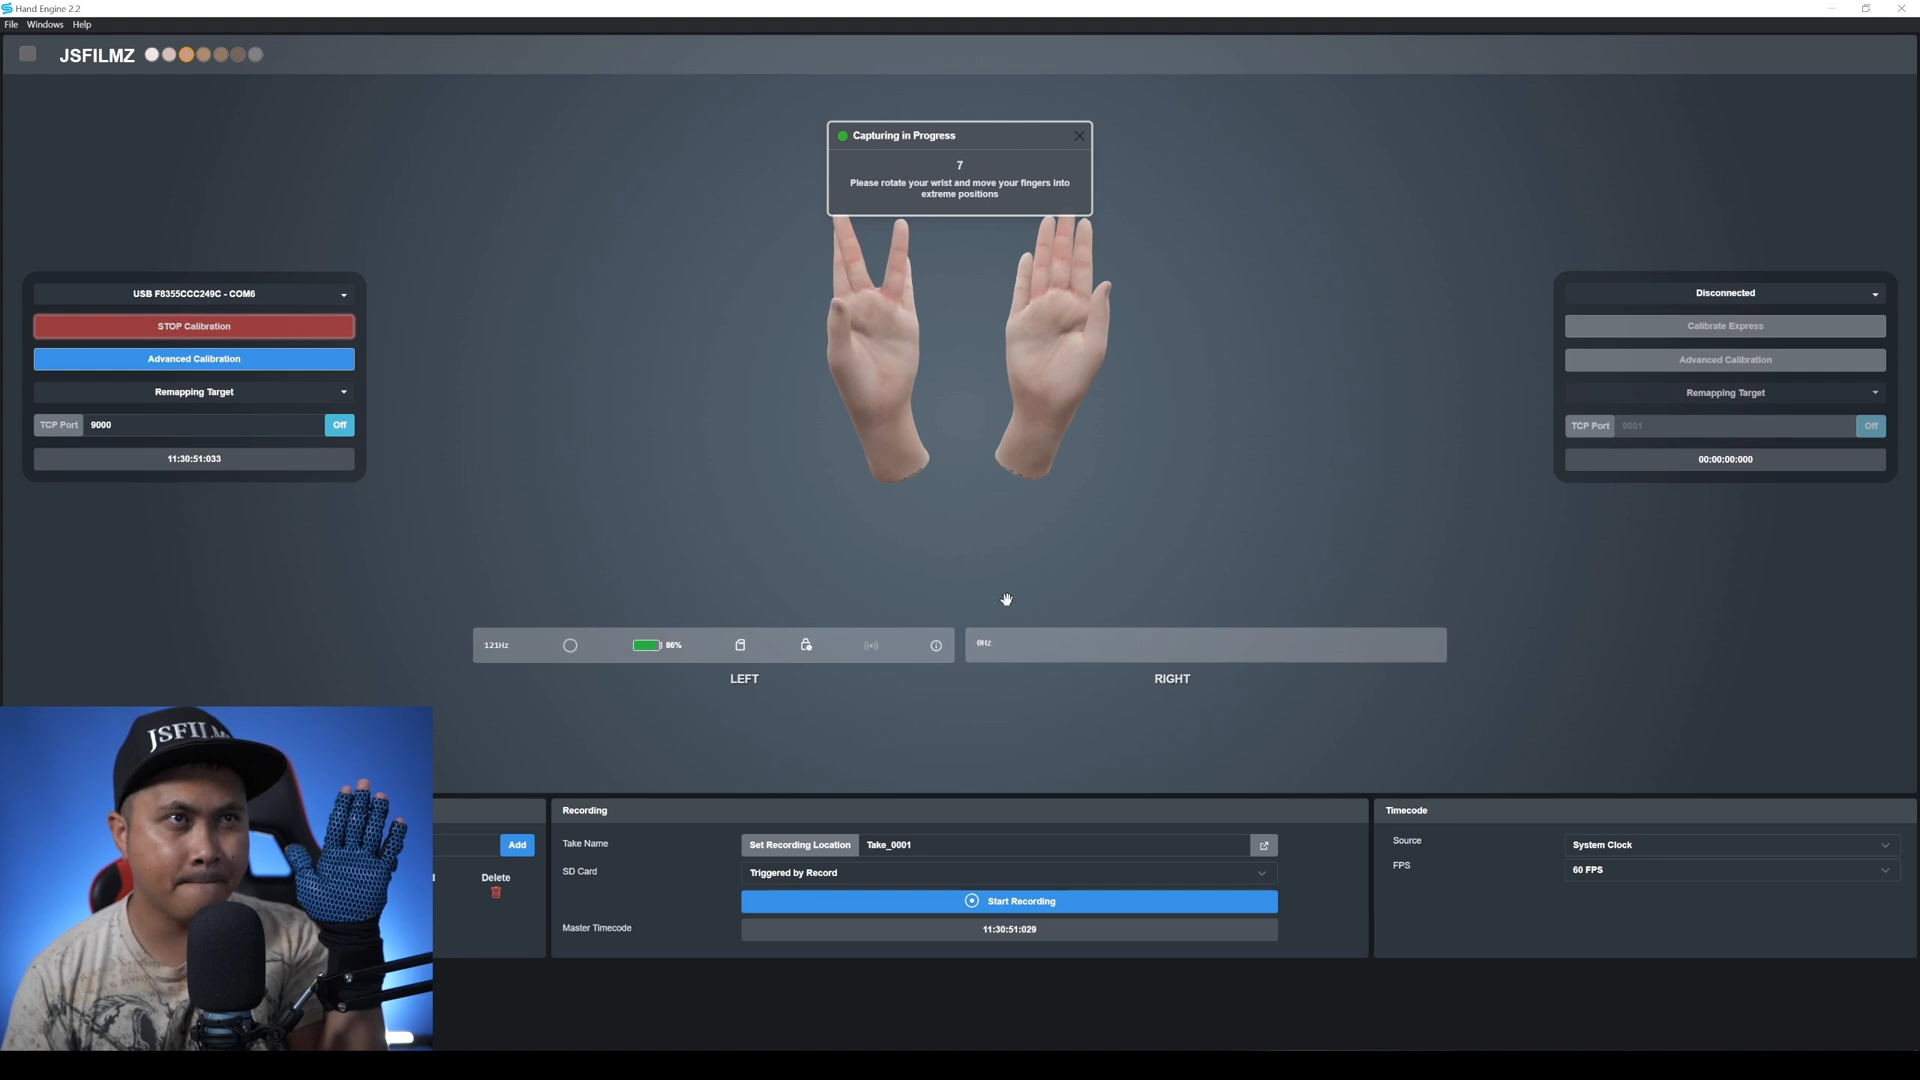 Hand Engine 2.2
File Windows Help
JSFILMZ
Capturing in Progress
7
Please rotate your wrist and move your fingers into
extreme positions
USB F8355CCC249C - COM6
STOP Calibration
Advanced Calibration
Remapping Target
TCP Port 9000 Off
11:30:51:033
Disconnected
Calibrate Express
Advanced Calibration
Remapping Target
TCP Port 9001 Off
00:00:00:000
121Hz 86%
0Hz
LEFT
RIGHT
JSFILM
Add
Delete
Recording
Take Name Set Recording Location Take_0001
SD Card Triggered by Record
Start Recording
Master Timecode 11:30:51:029
Timecode
Source System Clock
FPS 60 FPS